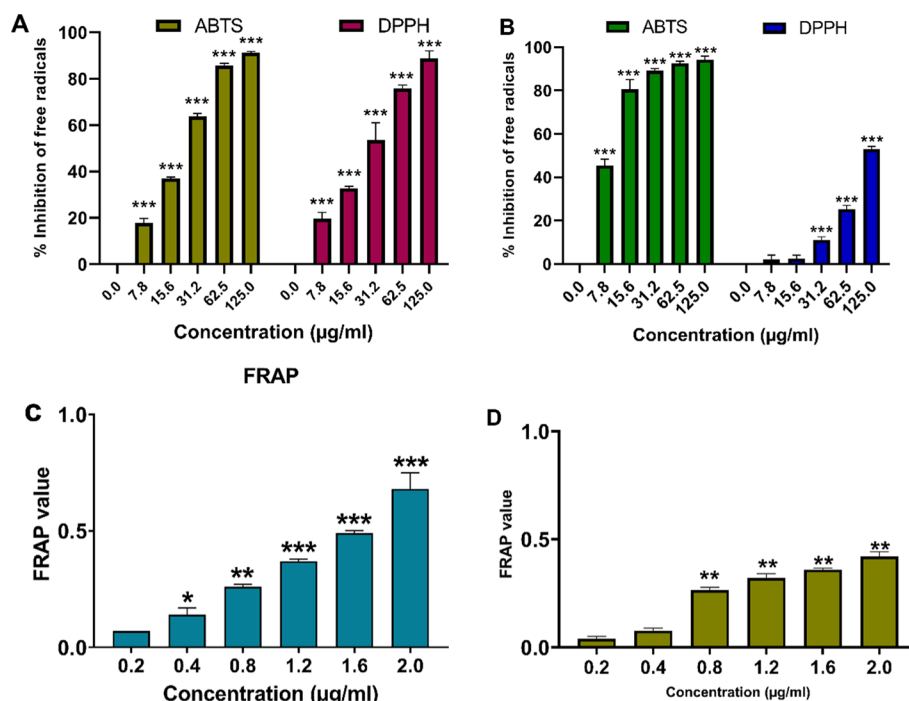 A
ABTS
DPPH
% Inhibition of free radicals
100
80
60
40
20
0
*** *** *** *** *** *** *** *** *** ***
0.0 7.8 15.6 31.2 62.5 125.0 0.0 7.8 15.6 31.2 62.5 125.0
Concentration (µg/ml)
B
ABTS
DPPH
% Inhibition of free radicals
100
80
60
40
20
0
*** *** *** *** *** *** *** ***
0.0 7.8 15.6 31.2 62.5 125.0 0.0 7.8 15.6 31.2 62.5 125.0
Concentration (µg/ml)
FRAP
C
FRAP value
1.0
0.5
0.0
* ** *** *** ***
0.2 0.4 0.8 1.2 1.6 2.0
Concentration (µg/ml)
D
FRAP value
1.0
0.5
0.0
** ** ** **
0.2 0.4 0.8 1.2 1.6 2.0
Concentration (µg/ml)